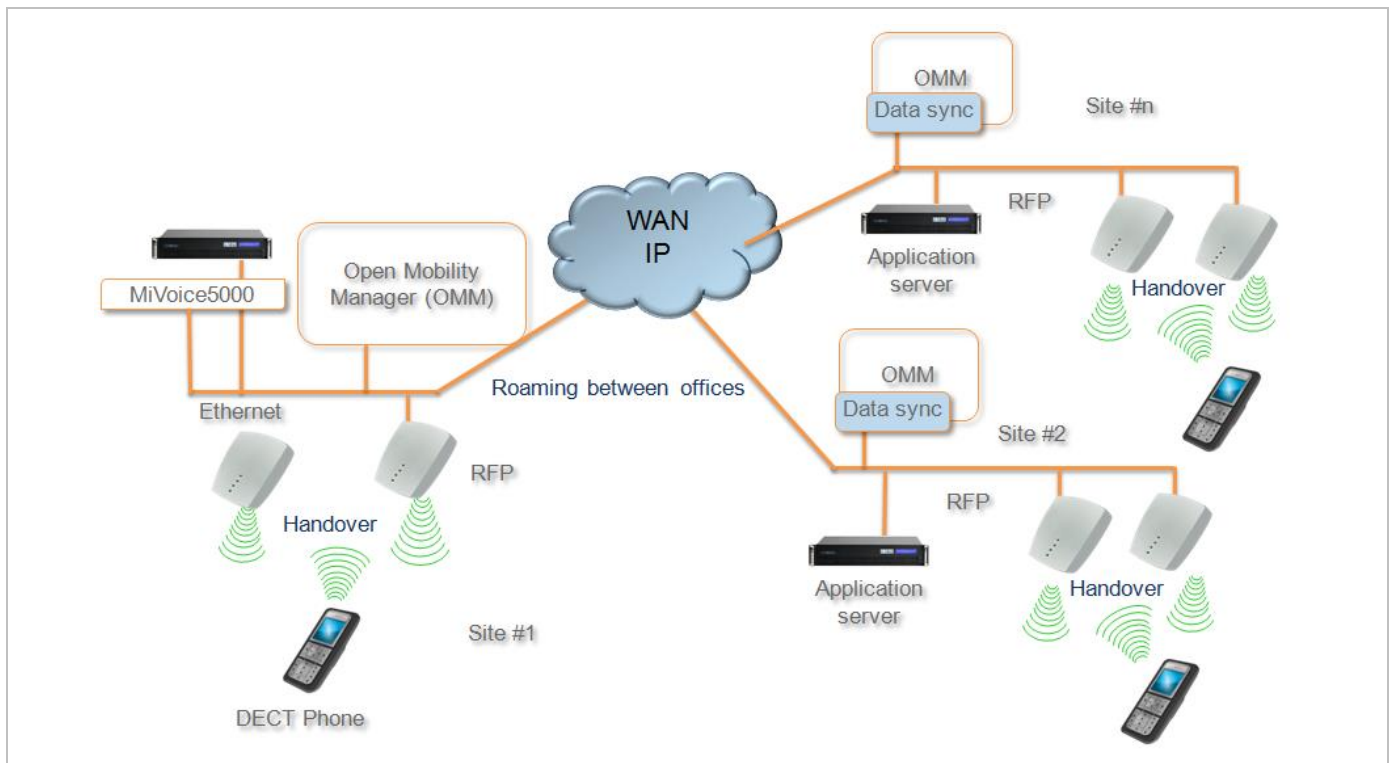 OMM
Data sync
Site #n
WAN
IP
RFP
Application
server
Handover
MiVoice5000
Open Mobility
Manager (OMM)
Roaming between offices
Ethernet
OMM
Data sync
Site #2
RFP
RFP
Handover
Application
server
Handover
Site #1
DECT Phone